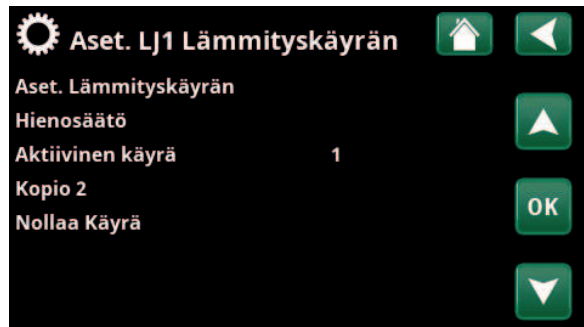 Aset. LJ1 Lämmityskäyrän
Aset. Lämmityskäyrän
Hienosäätö
Aktiivinen käyrä 1
Kopio 2
OK
Nollaa Käyrä